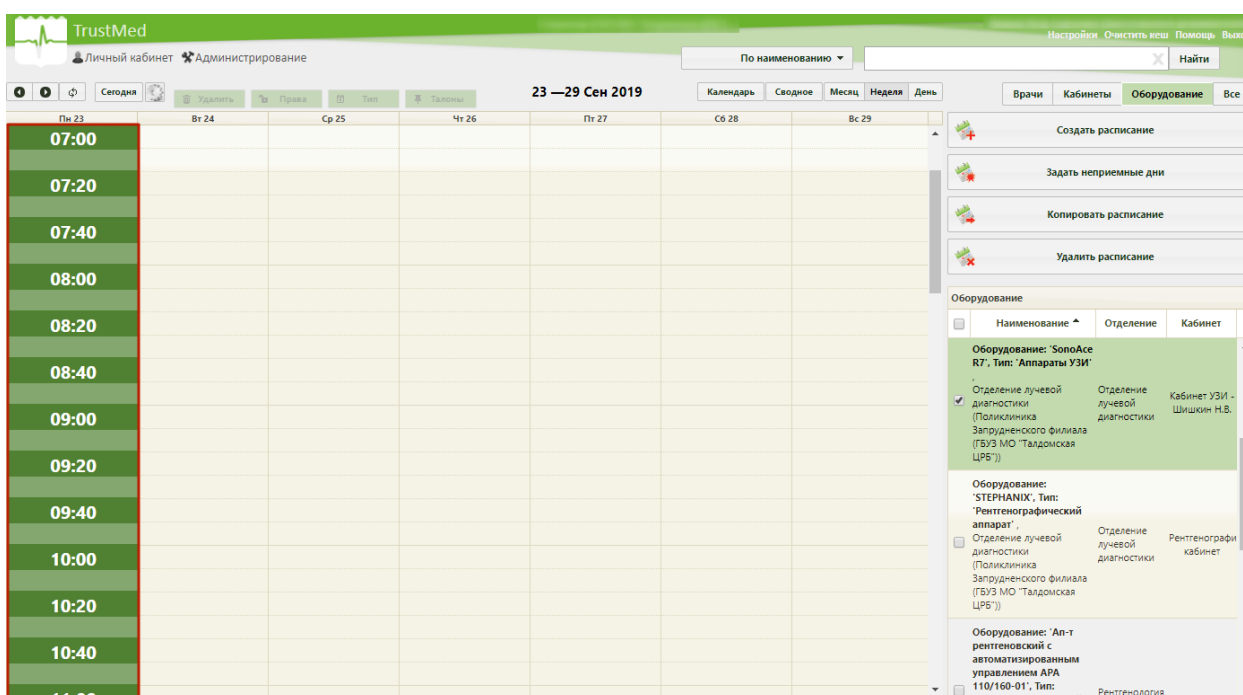 TrustMed
Настройки Очистить кеш Помощь
Личный кабинет Администрирование
По наименованию
Найти
Сегодня Удалить Права Тип Талоны
23 —29 Сен 2019
Календарь Сводное Месяц Неделя День
Врачи Кабинеты Оборудование Все
Пн 23 Вт 24 Ср 25 Чт 26 Пт 27 Сб 28 Вс 29
07:00
07:20
07:40
08:00
08:20
08:40
09:00
09:20
09:40
10:00
10:20
10:40
Создать расписание
Задать неприемные дни
Копировать расписание
Удалить расписание
Оборудование
Наименование Отделение Кабинет
Оборудование: 'SonoAce
R7', Тип: 'Аппараты УЗИ'
,
Отделение лучевой
диагностики
(Поликлиника
Запрудненского филиала
(ГБУЗ МО "Талдомская
ЦРБ"))
Отделение
лучевой
диагностики
Кабинет УЗИ -
Шишкин Н.В.
Оборудование:
'STEPHANIX', Тип:
'Рентгенографический
аппарат' ,
Отделение лучевой
диагностики
(Поликлиника
Запрудненского филиала
(ГБУЗ МО "Талдомская
ЦРБ"))
Отделение
лучевой
диагностики
Рентгенографи
кабинет
Оборудование: 'Ап-т
рентгеновский с
автоматизированным
управлением АРА
110/160-01', Тип:
Рентгенология